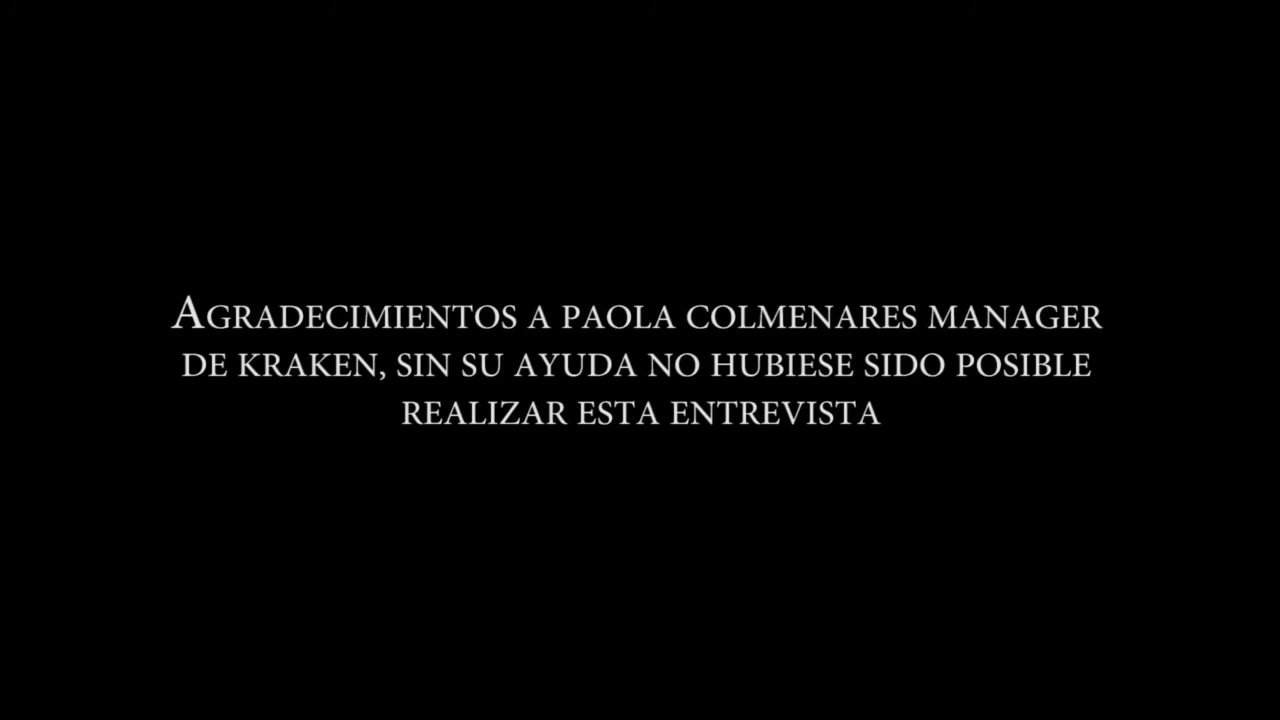 Agradecimientos a paola colmenares manager
de kraken, sin su ayuda no hubiese sido posible
realizar esta entrevista